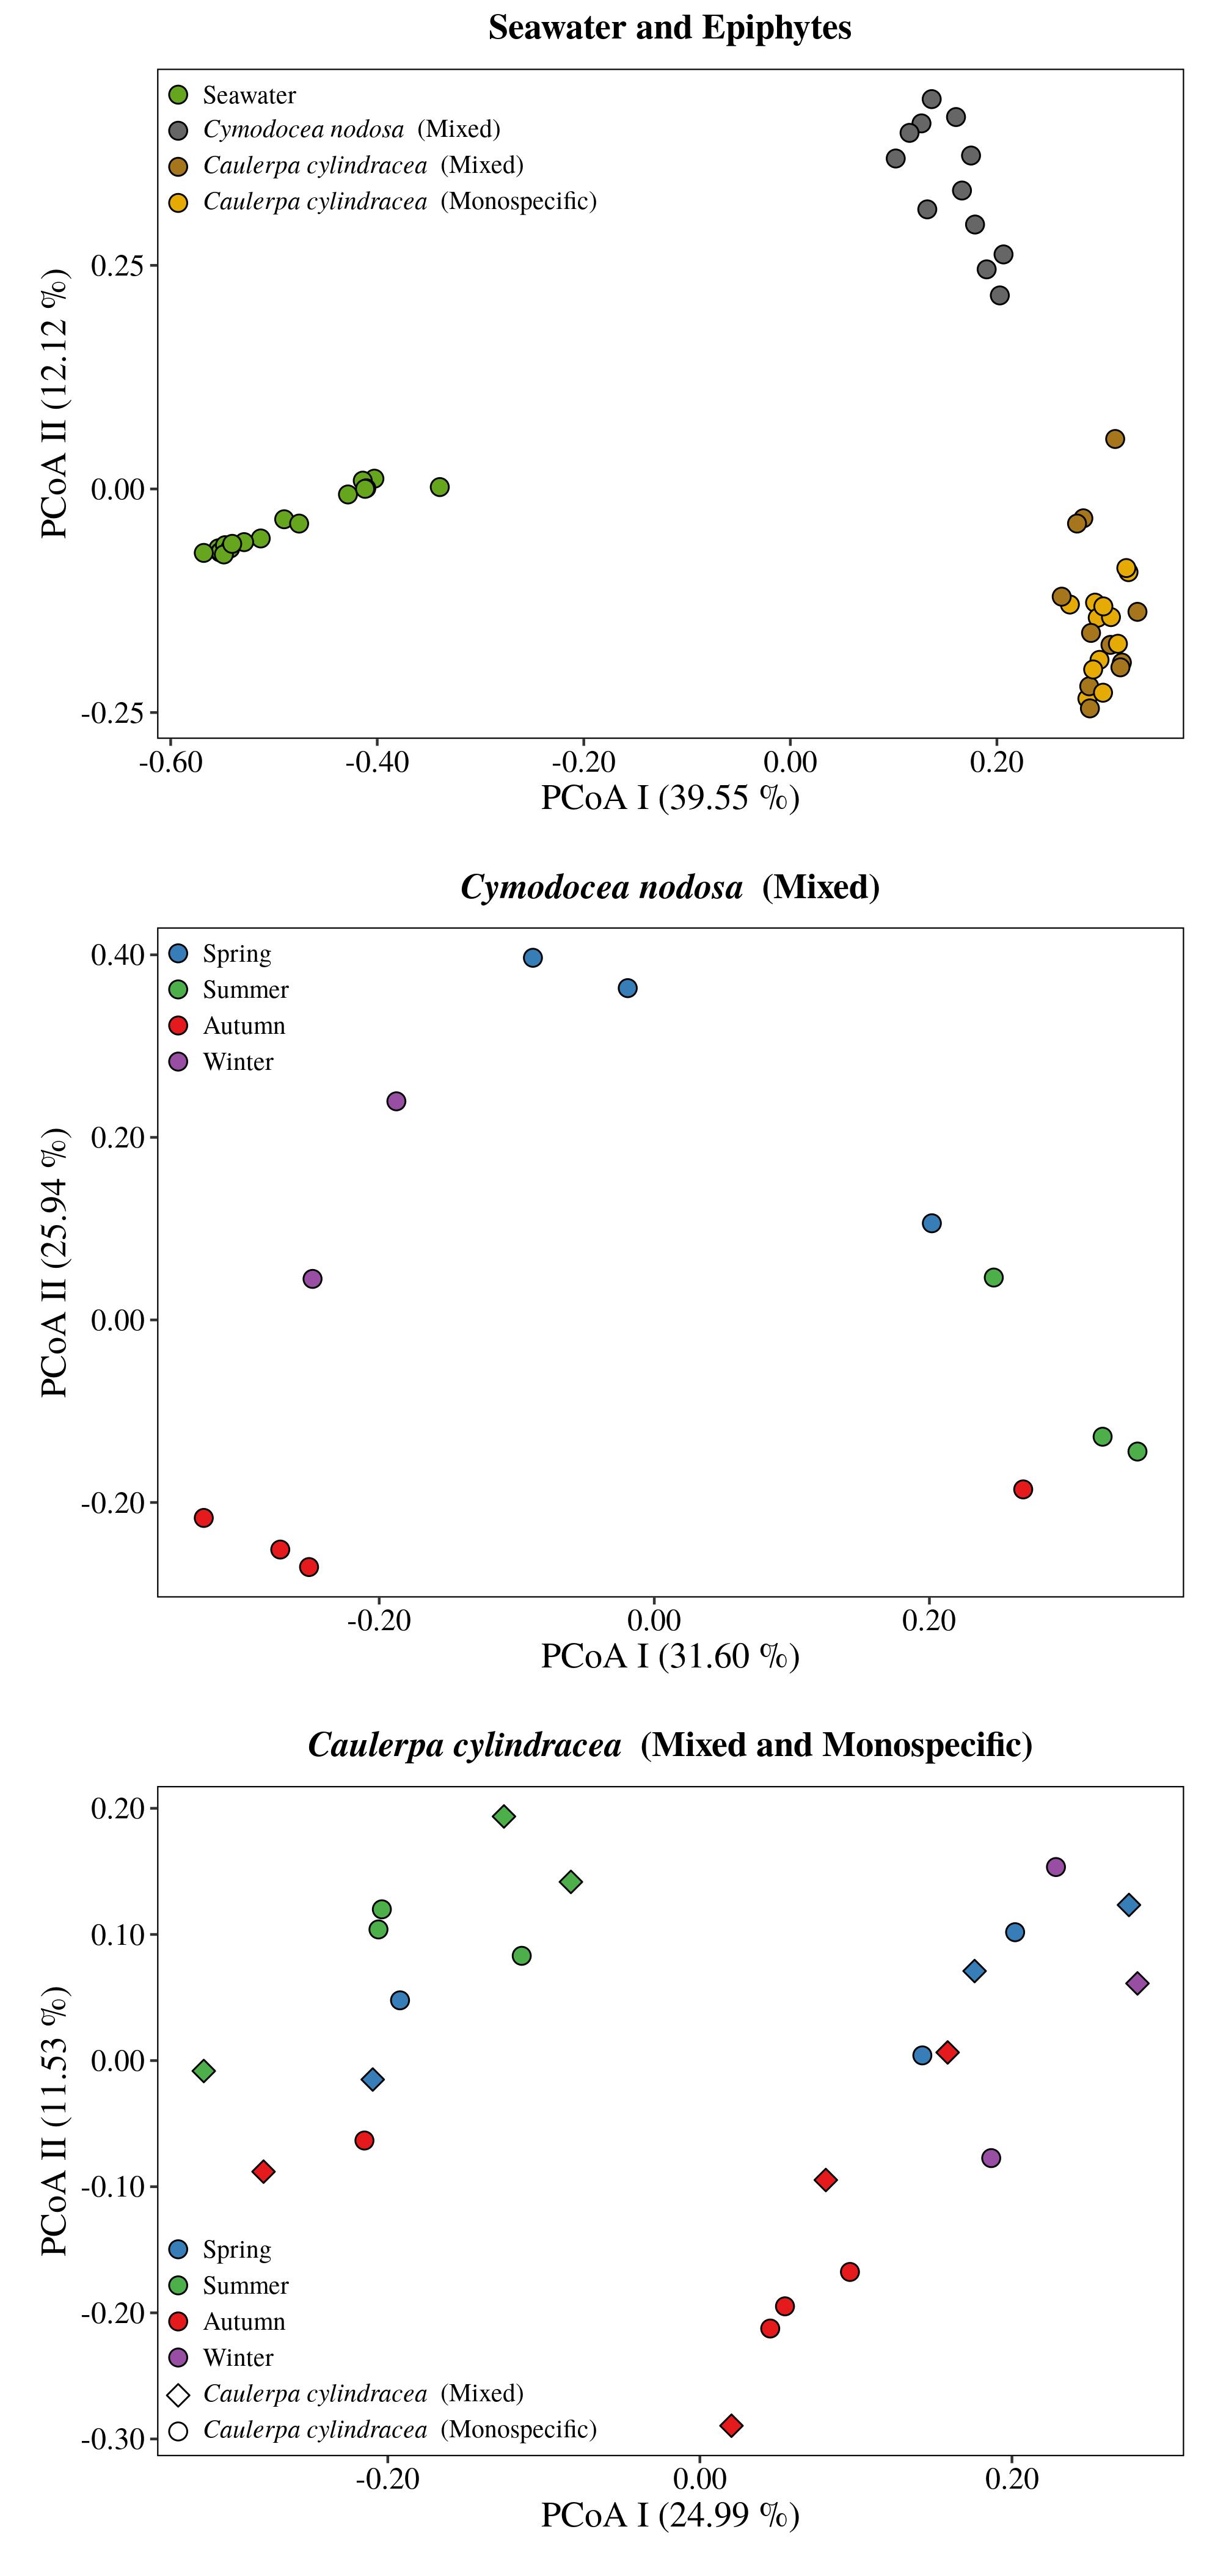 Seawater and Epiphytes
Seawater
Cymodocea nodosa (Mixed)
Caulerpa cylindracea (Mixed)
Caulerpa cylindracea (Monospecific)
PCoA II (12.12 %)
0.25
0.00
-0.25
-0.60 -0.40 -0.20 0.00 0.20
PCoA I (39.55 %)
Cymodocea nodosa (Mixed)
Spring
Summer
Autumn
Winter
PCoA II (25.94 %)
0.40
0.20
0.00
-0.20
-0.20 0.00 0.20
PCoA I (31.60 %)
Caulerpa cylindracea (Mixed and Monospecific)
PCoA II (11.53 %)
0.20
0.10
0.00
-0.10
-0.20
-0.30
Spring
Summer
Autumn
Winter
Caulerpa cylindracea (Mixed)
Caulerpa cylindracea (Monospecific)
-0.20 0.00 0.20
PCoA I (24.99 %)